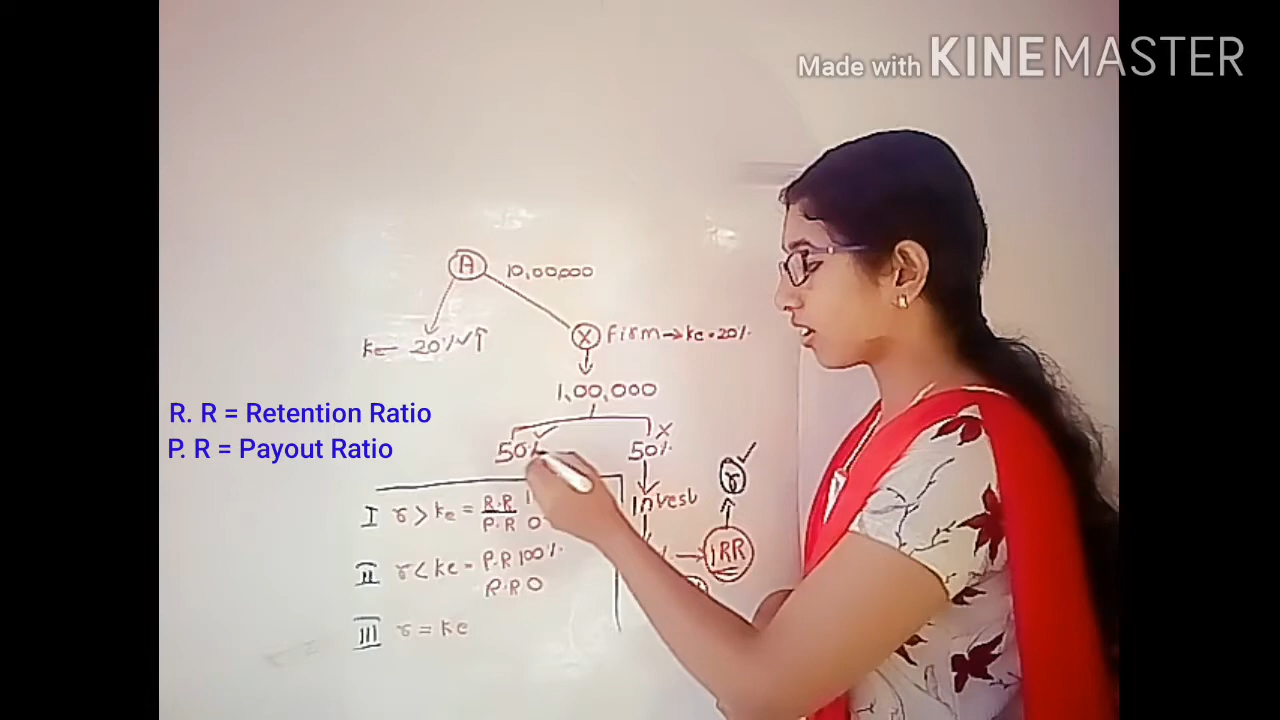 Made with KINEMASTER
A 10,00,000
ke 20% ✓↑
X Firm → ke = 20%
1,00,000
R. R = Retention Ratio
P. R = Payout Ratio
50% ✓ 50% X
r ✓
Invest
I r > ke = R.R
P.R 0
% → IRR
II r < ke = P.R 100%
R.R 0
III r = ke